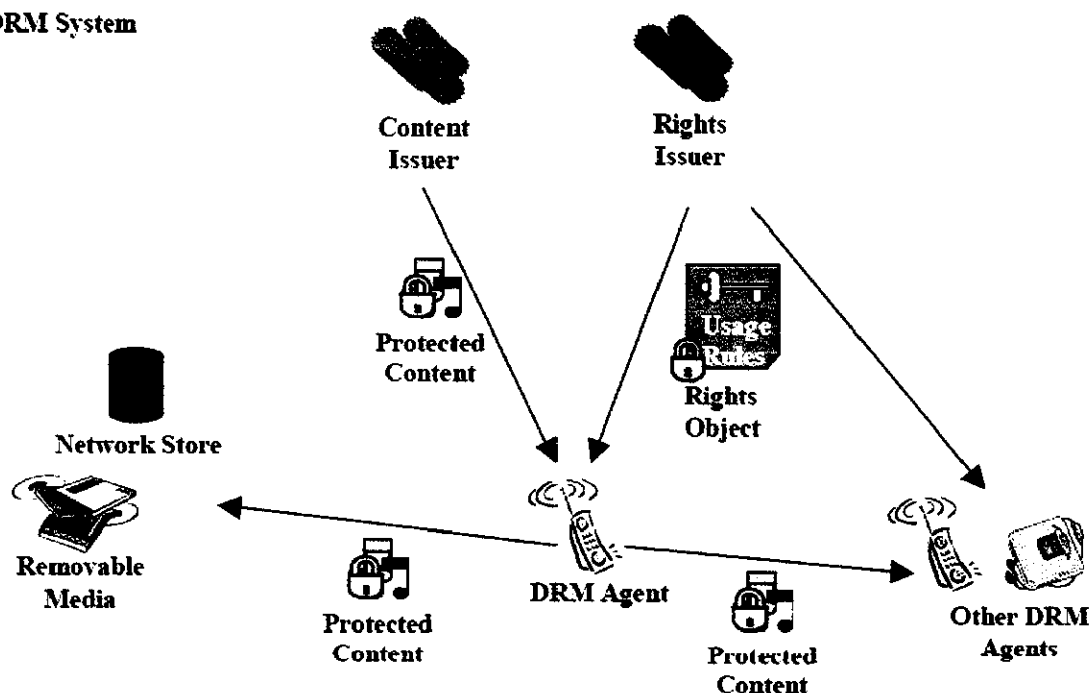 DRM System
Content
Issuer
Rights
Issuer
Protected
Content
Usage
Rules
Rights
Object
Network Store
Removable
Media
DRM Agent
Other DRM
Agents
Protected
Content
Protected
Content